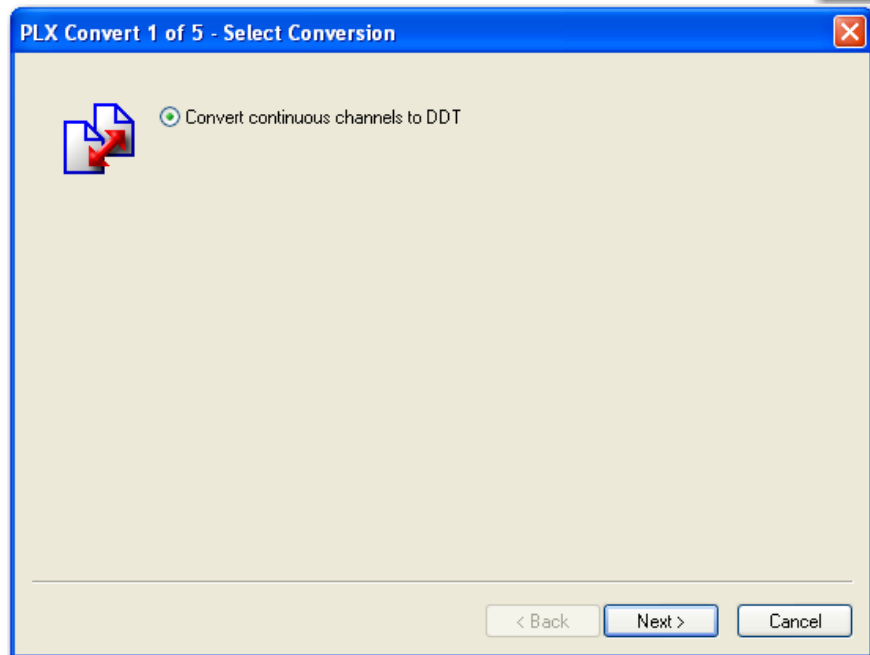 PLX Convert 1 of 5 - Select Conversion
Convert continuous channels to DDT
< Back Next > Cancel